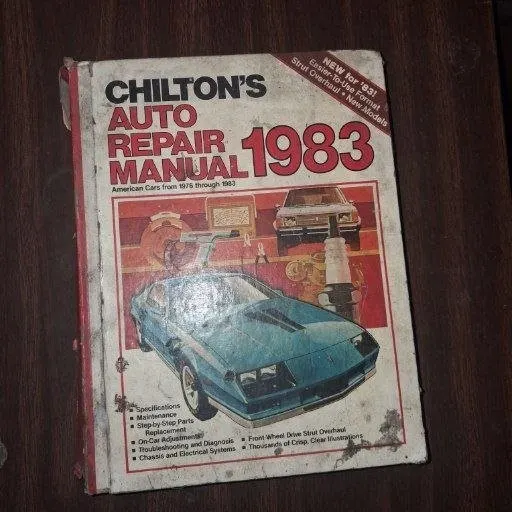 CHILTON'S
AUTO
REPAIR
MANUAL 1983
American Cars from 1976 through 1983
NEW for '83!
Easier-To-Use Format
Strut Overhaul • New Models
■ Specifications
■ Maintenance
■ Step-by-Step Parts
Replacement
■ On-Car Adjustments
■ Troubleshooting and Diagnosis
■ Chassis and Electrical Systems
■ Front Wheel Drive Strut Overhaul
■ Thousands of Crisp, Clear Illustrations